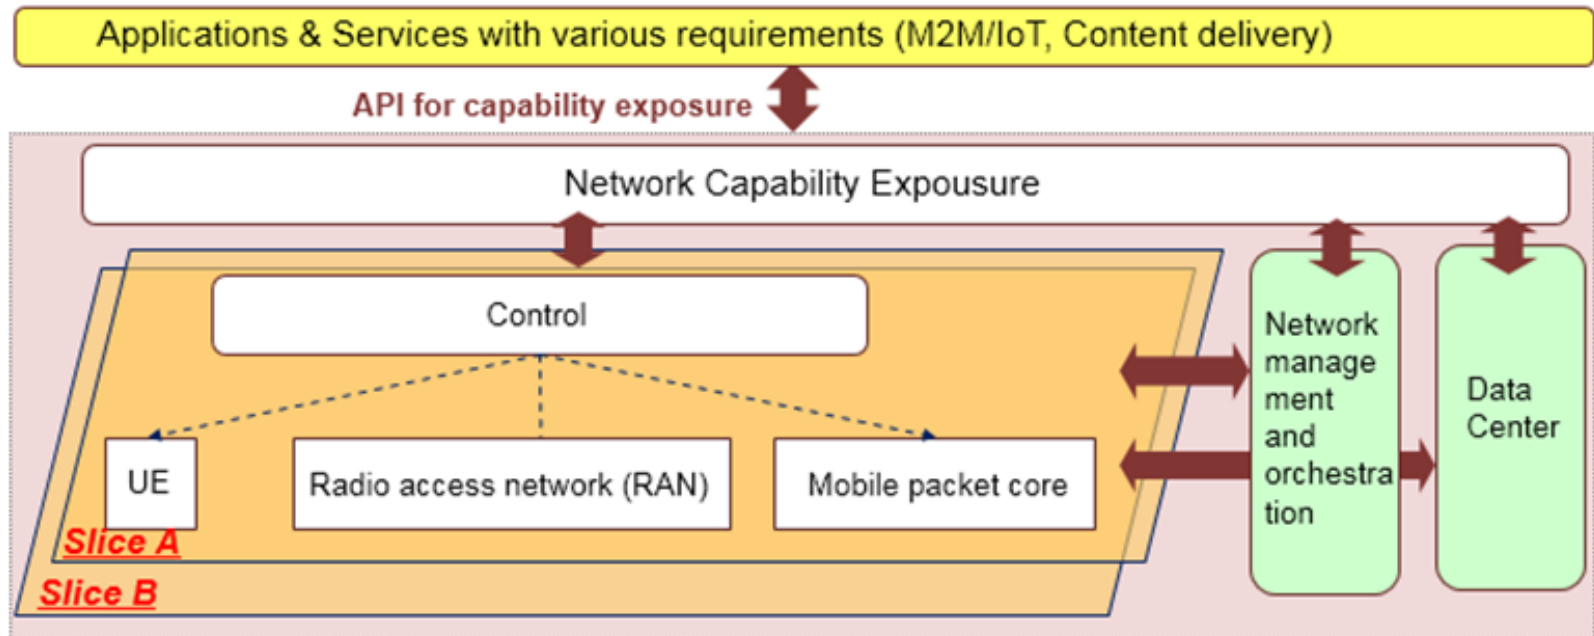 Applications & Services with various requirements (M2M/IoT, Content delivery)
API for capability exposure
Network Capability Expousure
Control
UE
Radio access network (RAN)
Mobile packet core
Slice A
Slice B
Network
manage
ment
and
orchestra
tion
Data
Center